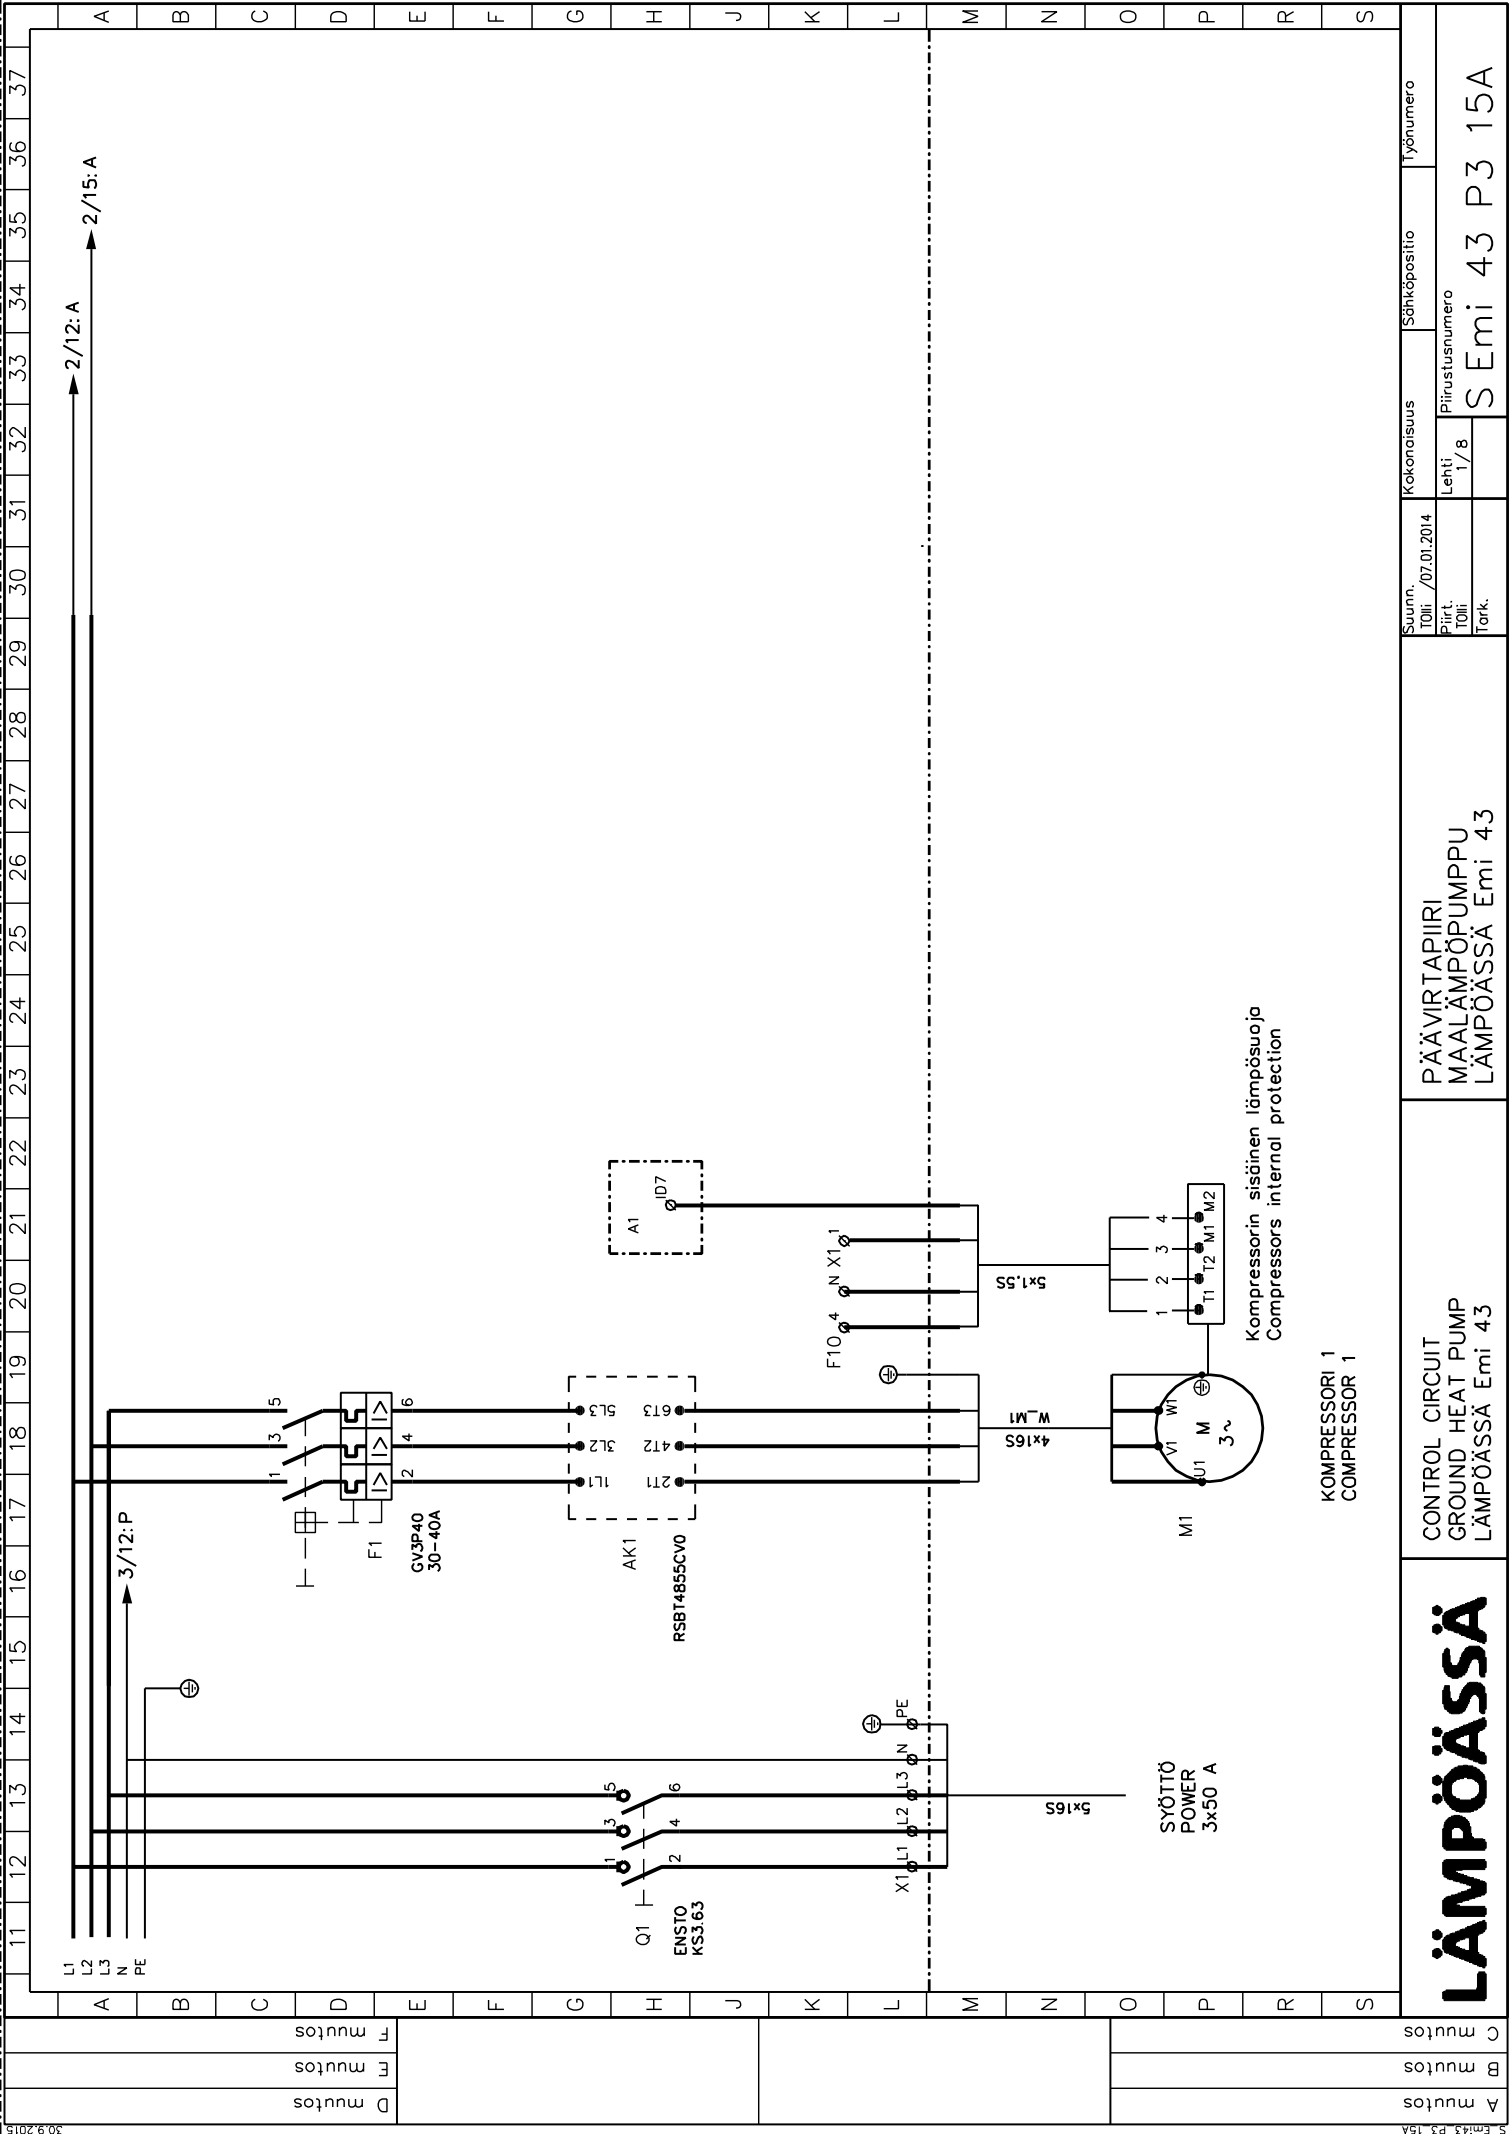 11 12 13 14 15 16 17 18 19 20 21 22 23 24 25 26 27 28 29 30 31 32 33 34 35 36 37
A
B
C
D
E
F
G
H
J
K
L
M
N
O
P
R
S
L1
L2
L3
N
PE
2/12:A
2/15:A
3/12:P
1 3 5
F1
GV3P40
30-40A
2 4 6
1L1 3L2 5L3
AK1
2T1 4T2 6T3
RSBT4855CV0
A1
ID7
1 3 5
Q1
ENSTO
KS3.63
2 4 6
X1 L1 L2 L3 N PE
F10 4 N X1 1
5x16S
SYÖTTÖ
POWER
3x50 A
W_M1
4x16S
5x1,5S
1 2 3 4
T1 T2 M1 M2
M1
U1 V1 W1
M
3~
Kompressorin sisäinen lämpösuoja
Compressors internal protection
KOMPRESSORI 1
COMPRESSOR 1
A
B
C
D
E
F
G
H
J
K
L
M
N
O
P
R
S
LÄMPÖÄSSÄ
CONTROL CIRCUIT
GROUND HEAT PUMP
LÄMPÖÄSSÄ Emi 43
PÄÄVIRTAPIIRI
MAALÄMPÖPUMPPU
LÄMPÖÄSSÄ Emi 43
Suunn.
Tölli /07.01.2014
Piirt.
Tölli
Tark.
Kokonaisuus
Sähköpositio
Työnumero
Lehti
1/8
Piirustusnumero
S Emi 43 P3 15A
A muutos
B muutos
C muutos
D muutos
E muutos
F muutos
S_Emi43_P3_15A
30.9.2015